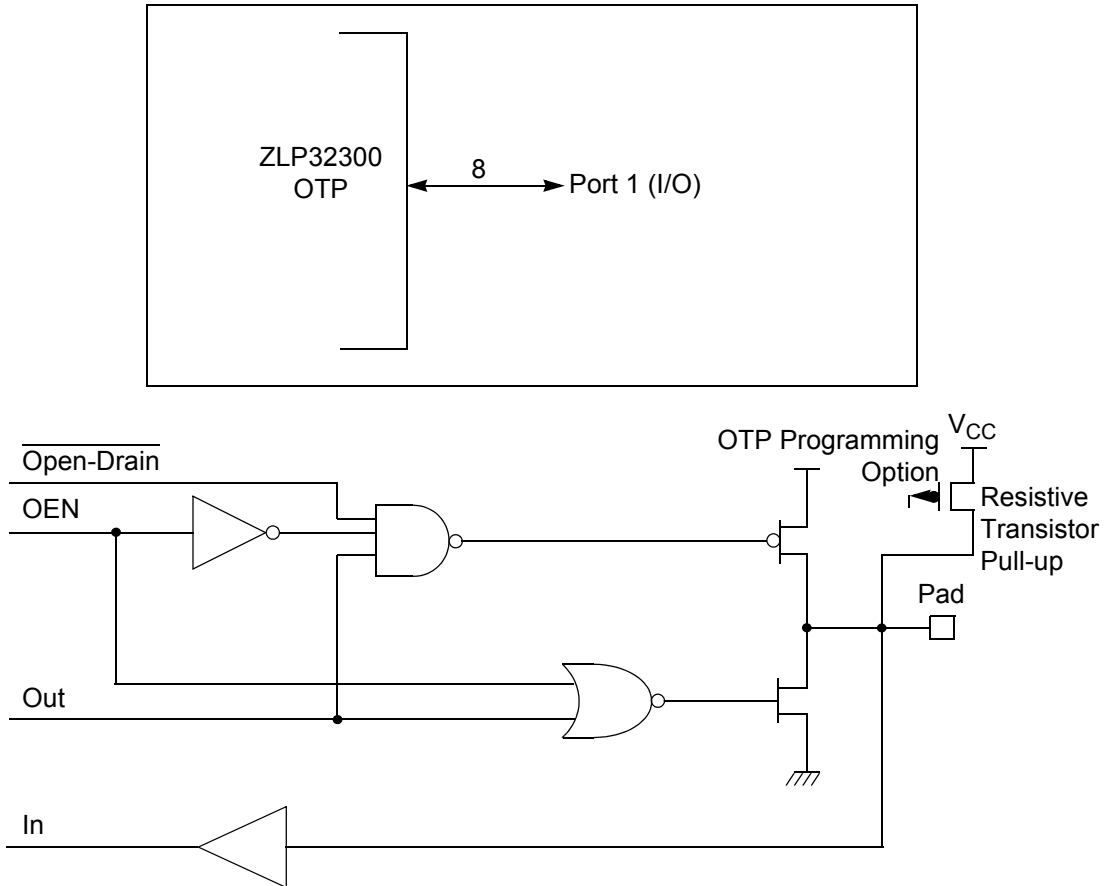 ZLP32300
OTP
8
Port 1 (I/O)
Open-Drain
OEN
Out
In
OTP Programming
Option
VCC
Resistive
Transistor
Pull-up
Pad